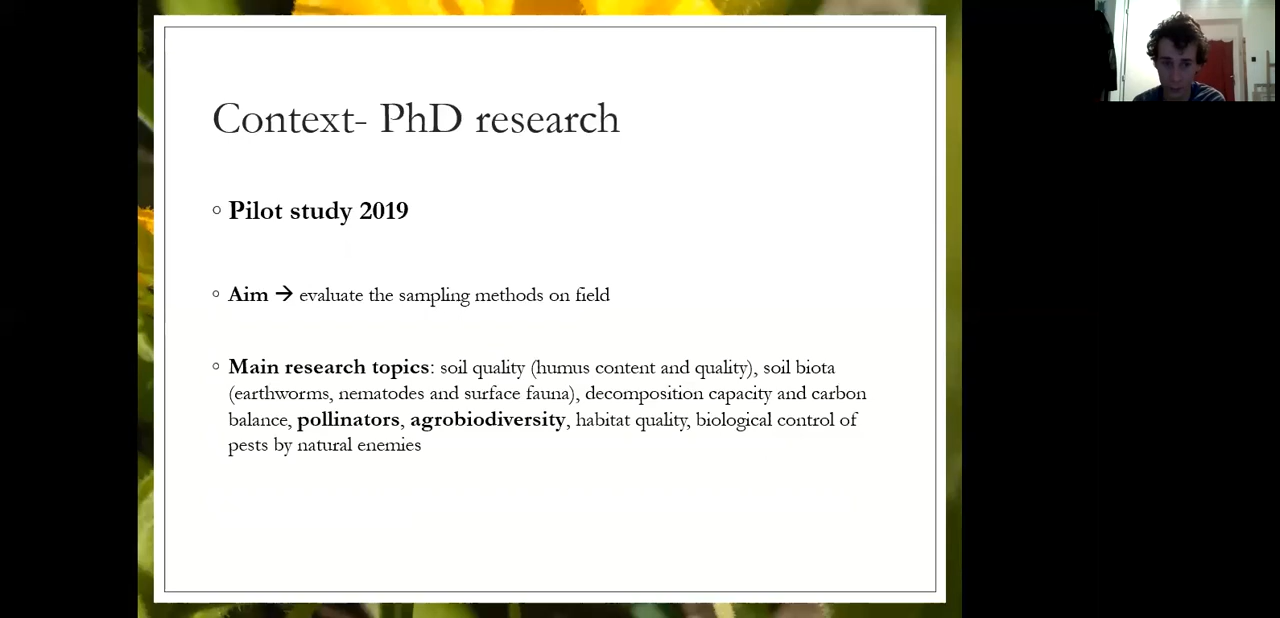 Context- PhD research
○ Pilot study 2019
○ Aim → evaluate the sampling methods on field
○ Main research topics: soil quality (humus content and quality), soil biota
(earthworms, nematodes and surface fauna), decomposition capacity and carbon
balance, pollinators, agrobiodiversity, habitat quality, biological control of
pests by natural enemies